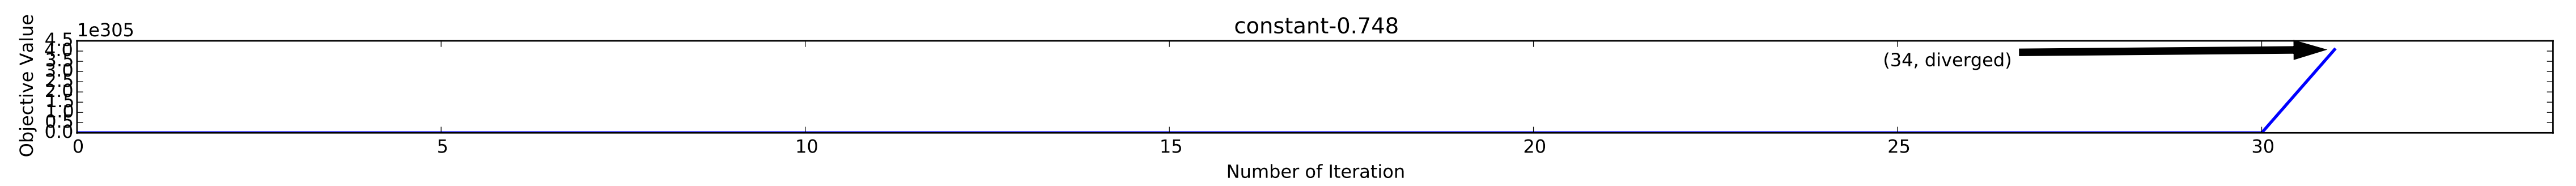 constant-0.748
1e305
Objective Value
4.5
4.0
3.5
3.0
2.5
2.0
1.5
1.0
0.5
0.0
(34, diverged)
0 5 10 15 20 25 30
Number of Iteration